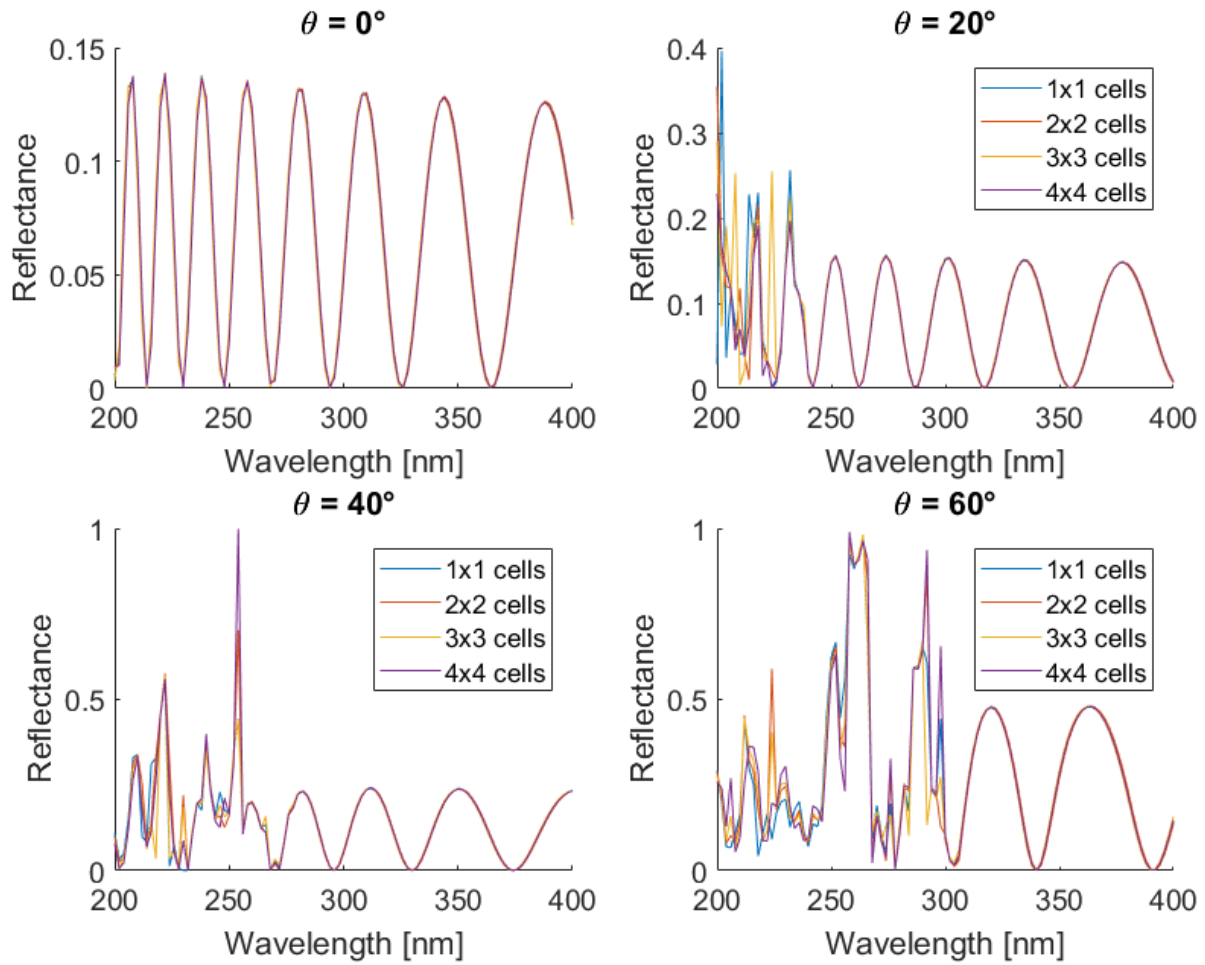 θ = 0°
0.15
0.1
0.05
0
Reflectance
200 250 300 350 400
Wavelength [nm]
θ = 20°
0.4
0.3
0.2
0.1
0
Reflectance
1x1 cells
2x2 cells
3x3 cells
4x4 cells
200 250 300 350 400
Wavelength [nm]
θ = 40°
1
0.5
0
Reflectance
1x1 cells
2x2 cells
3x3 cells
4x4 cells
200 250 300 350 400
Wavelength [nm]
θ = 60°
1
0.5
0
Reflectance
1x1 cells
2x2 cells
3x3 cells
4x4 cells
200 250 300 350 400
Wavelength [nm]